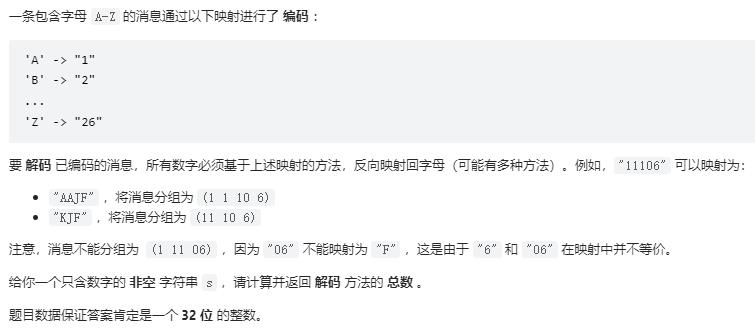 一条包含字母 A-Z 的消息通过以下映射进行了 编码 ：
'A' -> "1"
'B' -> "2"
...
'Z' -> "26"
要 解码 已编码的消息，所有数字必须基于上述映射的方法，反向映射回字母（可能有多种方法）。例如，"11106" 可以映射为：
• "AAJF" ，将消息分组为 (1 1 10 6)
• "KJF" ，将消息分组为 (11 10 6)
注意，消息不能分组为 (1 11 06) ，因为 "06" 不能映射为 "F" ，这是由于 "6" 和 "06" 在映射中并不等价。
给你一个只含数字的 非空 字符串 s ，请计算并返回 解码 方法的 总数 。
题目数据保证答案肯定是一个 32 位 的整数。